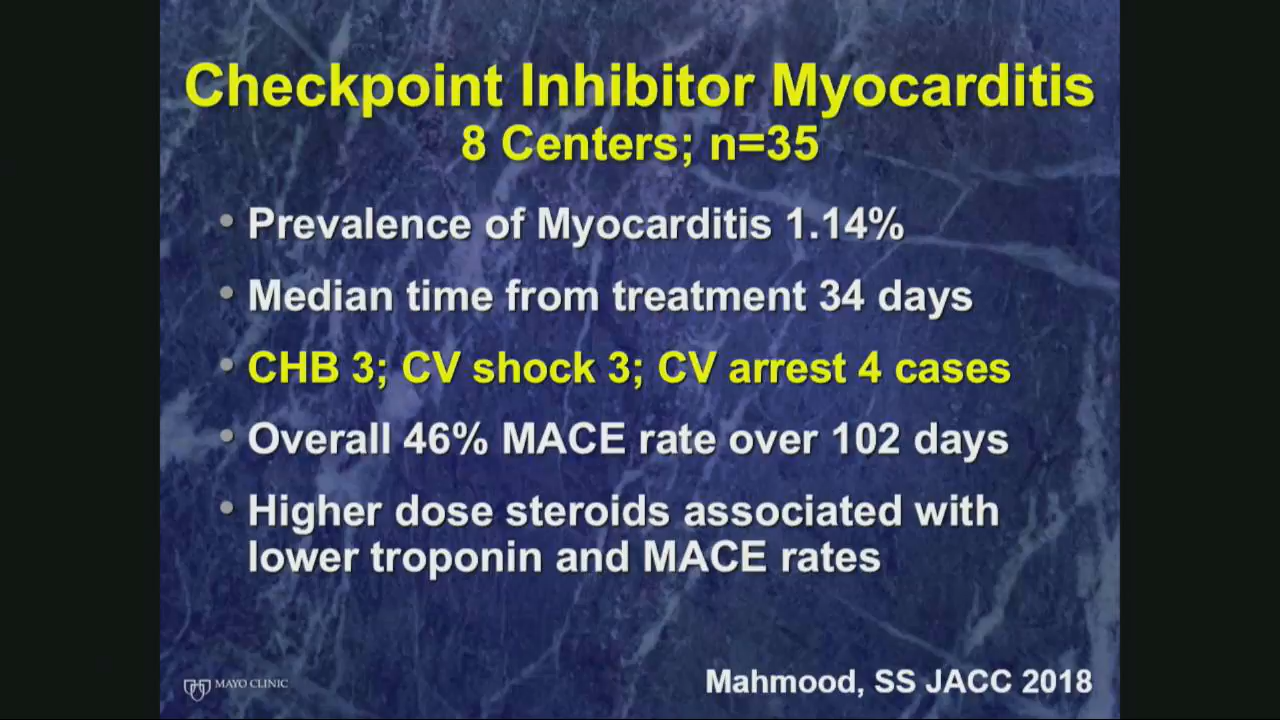 Checkpoint Inhibitor Myocarditis
8 Centers; n=35
• Prevalence of Myocarditis 1.14%
• Median time from treatment 34 days
• CHB 3; CV shock 3; CV arrest 4 cases
• Overall 46% MACE rate over 102 days
• Higher dose steroids associated with
lower troponin and MACE rates
MAYO CLINIC
Mahmood, SS JACC 2018